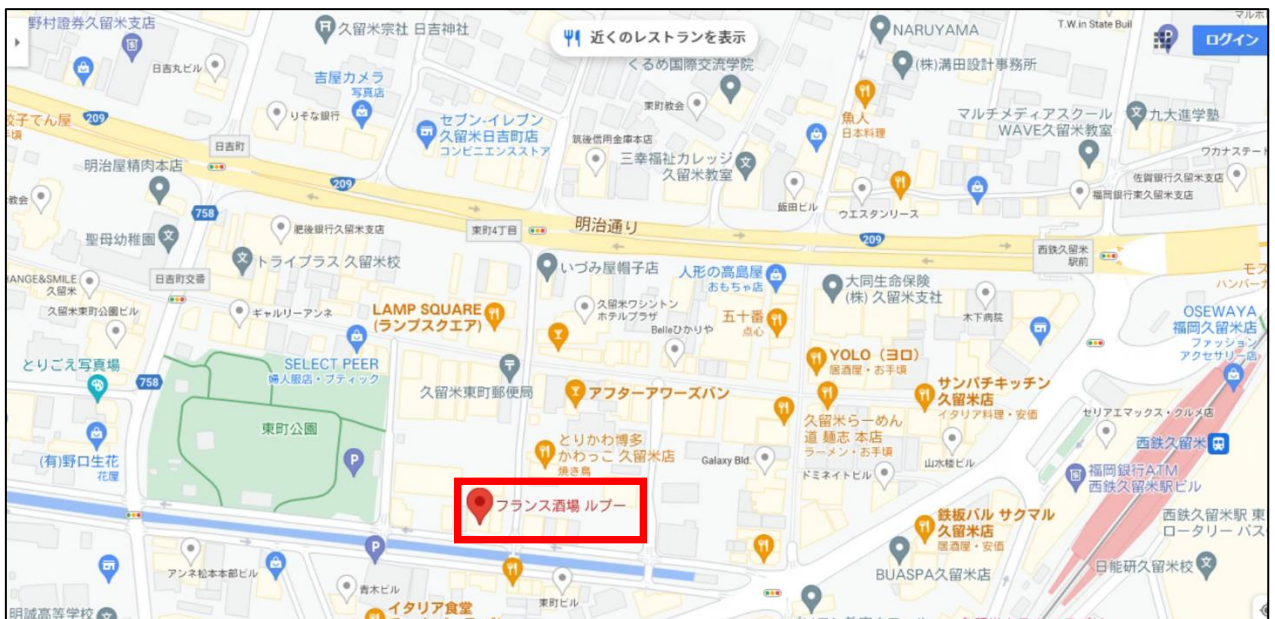 野村證券久留米支店
久留米宗社 日吉神社
近くのレストランを表示
NARUYAMA
T.W.in State Buil
マルホ
ログイン
日吉丸ビル
くるめ国際交流学院
(株)溝田設計事務所
吉屋カメラ
写真店
りそな銀行
東町教会
魚人
日本料理
マルチメディアスクール
WAVE久留米教室
九大進学塾
餃子てん屋
209
セブン-イレブン
久留米日吉町店
コンビニエンスストア
筑後信用金庫本店
日吉町
三幸福祉カレッジ
久留米教室
ワカナステート
明治屋精肉本店
佐賀銀行久留米支店
福岡銀行東久留米支店
教会
209
飯田ビル
ウエスタンリース
758
肥後銀行久留米支店
東町4丁目
明治通り
209
聖母幼稚園
西鉄久留米
駅前
トライプラス 久留米校
いづみ屋帽子店
人形の高島屋
おもちゃ店
大同生命保険
(株) 久留米支社
モス
ハンバーガ
HANGE&SMILE
久留米
日吉町交番
久留米東町公園ビル
ギャルリーアンネ
LAMP SQUARE
(ランプスクエア)
久留米ワシントン
ホテルプラザ
Belleひかりや
五十番
点心
木下病院
OSEWAYA
福岡久留米店
ファッション
アクセサリー店
とりごえ写真場
SELECT PEER
婦人服店・ブティック
YOLO（ヨロ）
居酒屋・お手頃
758
久留米東町郵便局
アフターアワーズバン
サンパチキッチン
久留米店
イタリア料理・安価
久留米らーめん
道 麺志 本店
ラーメン・お手頃
セリアエマックス・クルメ店
東町公園
とりかわ博多
かわっこ 久留米店
焼き鳥
西鉄久留米
(有)野口生花
花屋
Galaxy Bld.
ドミネイトビル
山水稜ビル
福岡銀行ATM
西鉄久留米駅ビル
フランス酒場 ルプー
鉄板バル サクマル
久留米店
居酒屋・安価
西鉄久留米駅 東
ロータリー バス
アンネ松本本部ビル
BUASPA久留米店
日能研久留米校
青木ビル
東町ビル
明誠高等学校
イタリア食堂